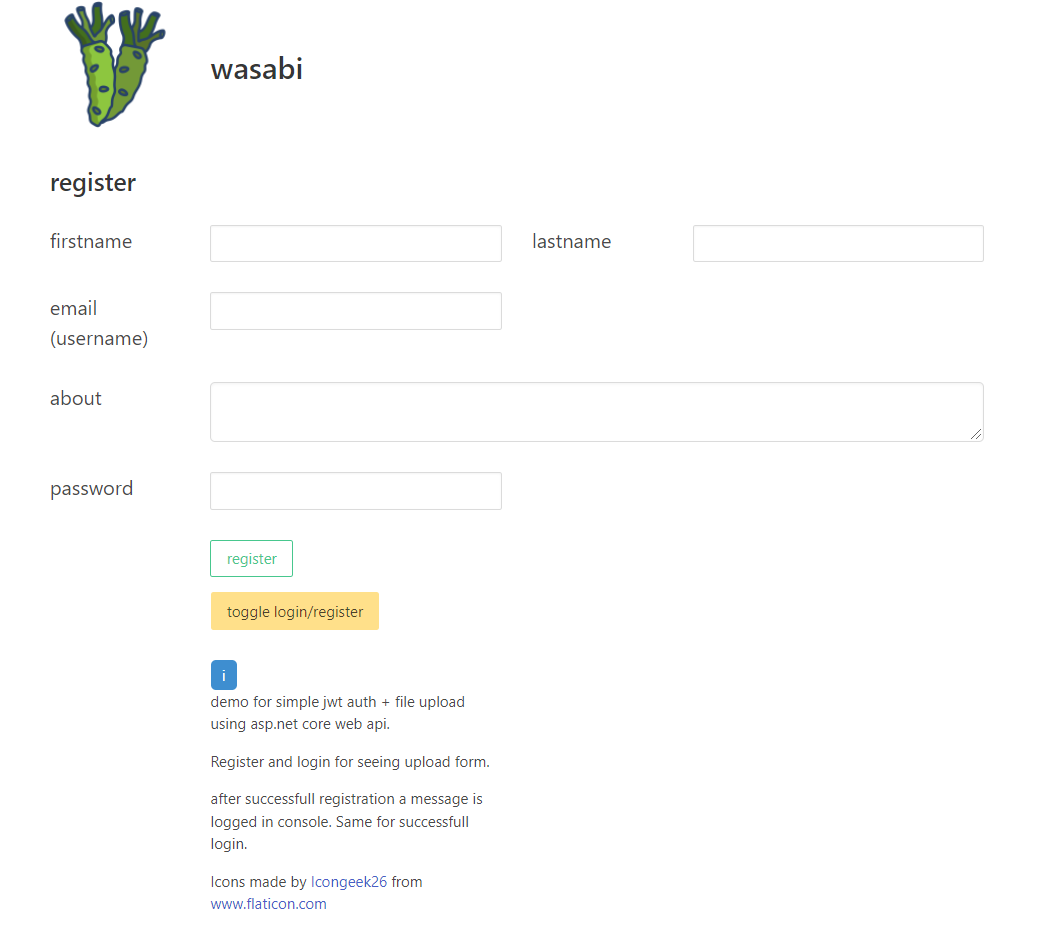 wasabi
register
firstname
lastname
email
(username)
about
password
register
toggle login/register
i
demo for simple jwt auth + file upload
using asp.net core web api.
Register and login for seeing upload form.
after successfull registration a message is
logged in console. Same for successfull
login.
Icons made by Icongeek26 from
www.flaticon.com